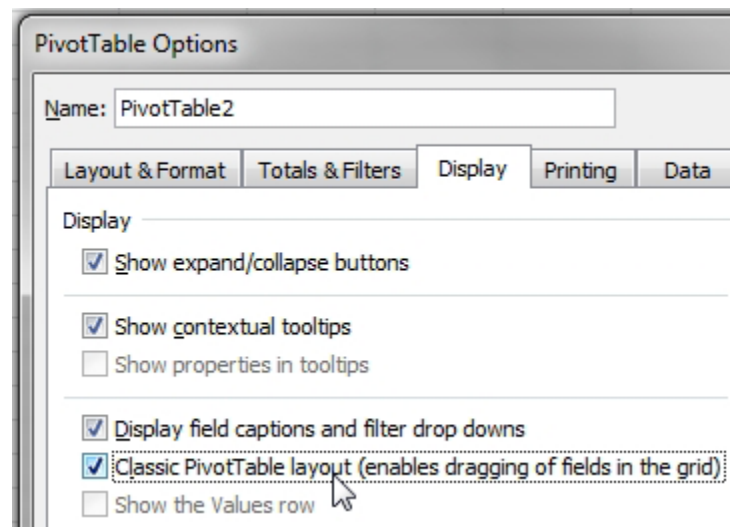 PivotTable Options
Name: PivotTable2
Layout & Format Totals & Filters Display Printing Data
Display
Show expand/collapse buttons
Show contextual tooltips
Show properties in tooltips
Display field captions and filter drop downs
Classic PivotTable layout (enables dragging of fields in the grid)
Show the Values row